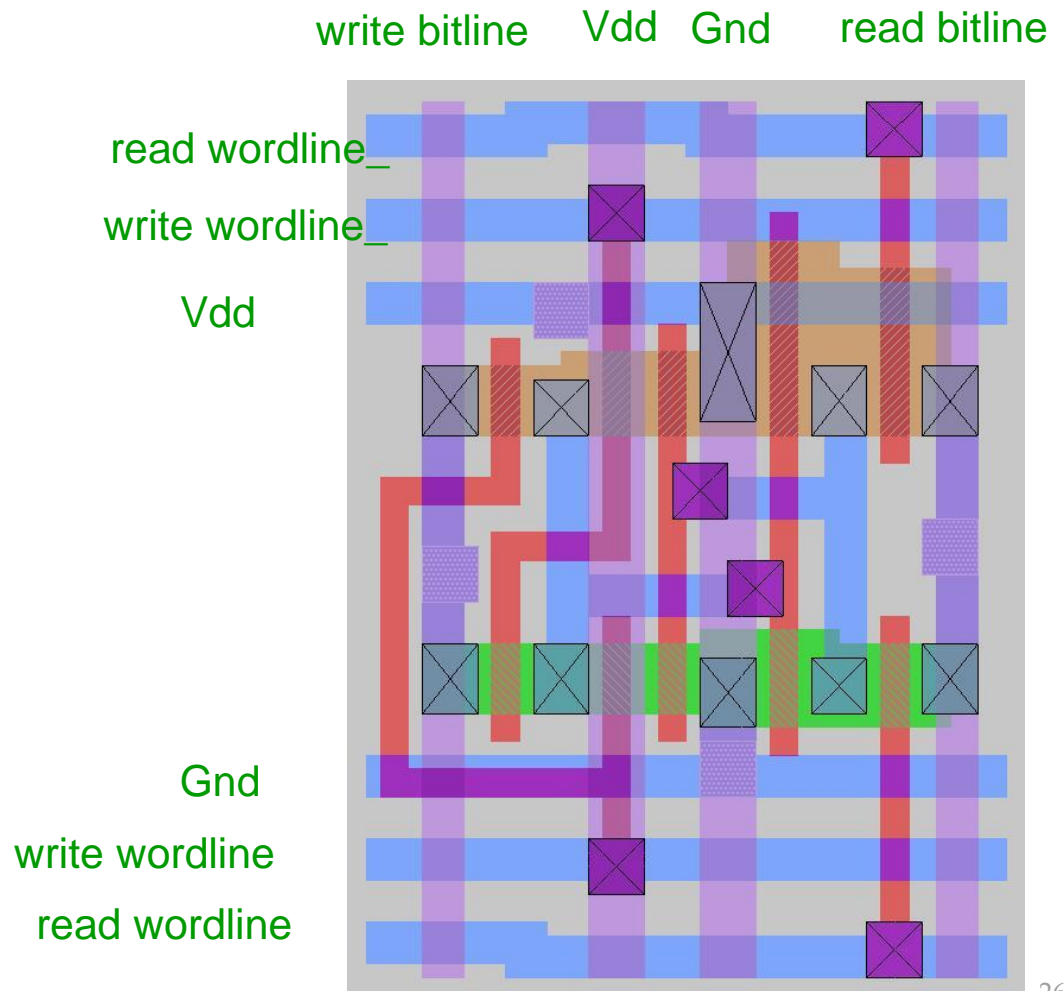 write bitline Vdd Gnd read bitline
read wordline_
write wordline_
Vdd
Gnd
write wordline
read wordline